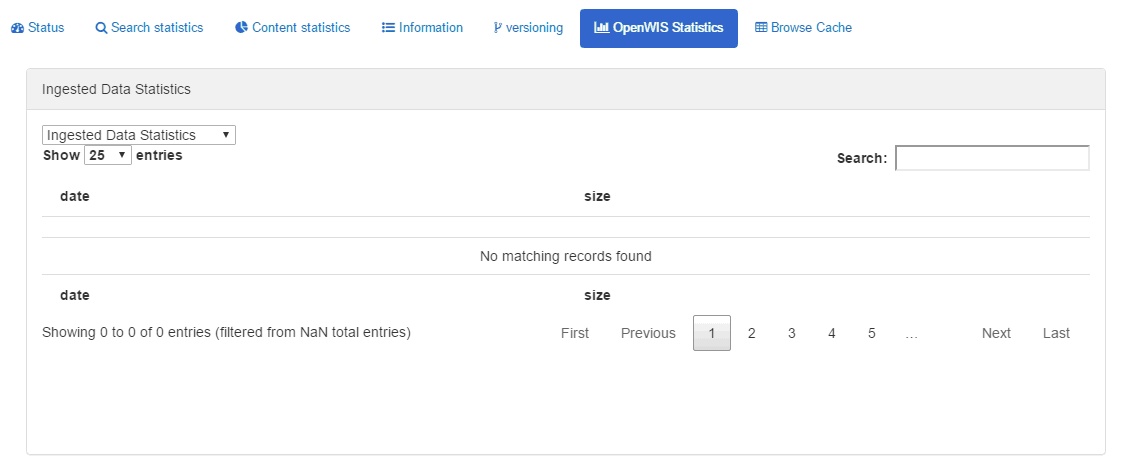 Status Search statistics Content statistics Information versioning OpenWIS Statistics Browse Cache
Ingested Data Statistics
Ingested Data Statistics
Show 25 entries
Search:
date size
No matching records found
date size
Showing 0 to 0 of 0 entries (filtered from NaN total entries) First Previous 1 2 3 4 5 … Next Last